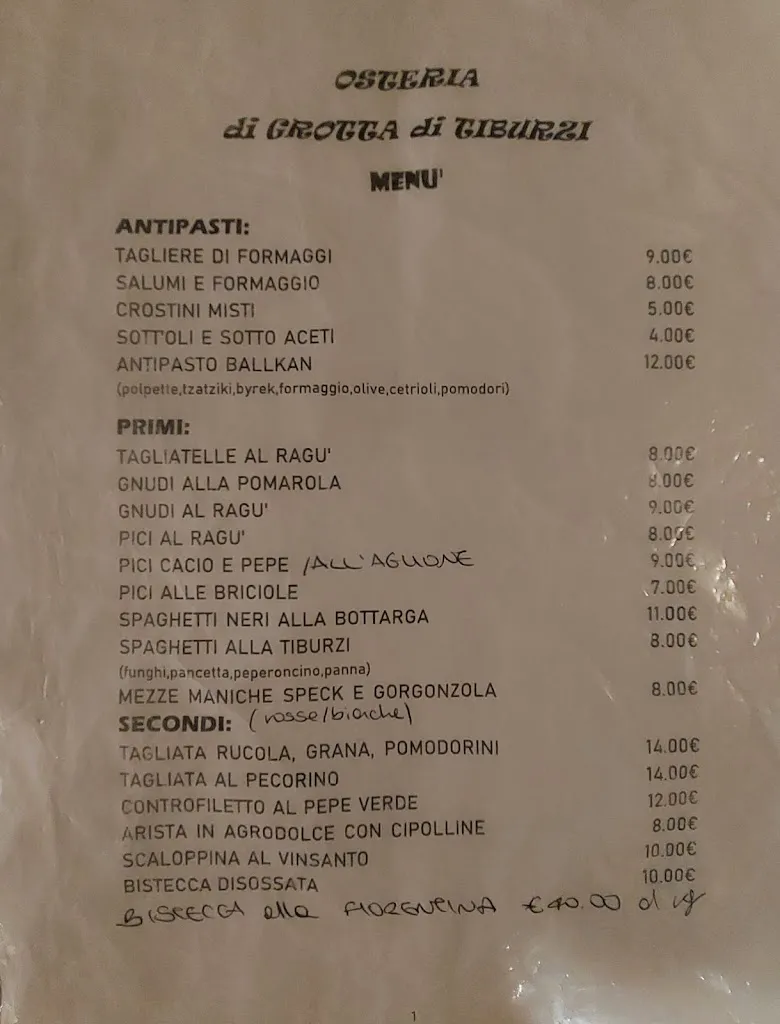 OSTERIA
di GROTTA di TIBURZI
MENU'
ANTIPASTI:
TAGLIERE DI FORMAGGI 9.00€
SALUMI E FORMAGGIO 8.00€
CROSTINI MISTI 5.00€
SOTT'OLI E SOTTO ACETI 4.00€
ANTIPASTO BALLKAN 12.00€
(polpette,tzatziki,byrek,formaggio,olive,cetrioli,pomodori)
PRIMI:
TAGLIATELLE AL RAGU' 8.00€
GNUDI ALLA POMAROLA 8.00€
GNUDI AL RAGU' 9.00€
PICI AL RAGU' 8.00€
PICI CACIO E PEPE /ALL'AGLIONE 9.00€
PICI ALLE BRICIOLE 7.00€
SPAGHETTI NERI ALLA BOTTARGA 11.00€
SPAGHETTI ALLA TIBURZI 8.00€
(funghi,pancetta,peperoncino,panna)
MEZZE MANICHE SPECK E GORGONZOLA 8.00€
SECONDI: (rosse/bianche)
TAGLIATA RUCOLA, GRANA, POMODORINI 14.00€
TAGLIATA AL PECORINO 14.00€
CONTROFILETTO AL PEPE VERDE 12.00€
ARISTA IN AGRODOLCE CON CIPOLLINE 8.00€
SCALOPPINA AL VINSANTO 10.00€
BISTECCA DISOSSATA 10.00€
BISTECCA alla FIORENTINA €40.00 al kg
1